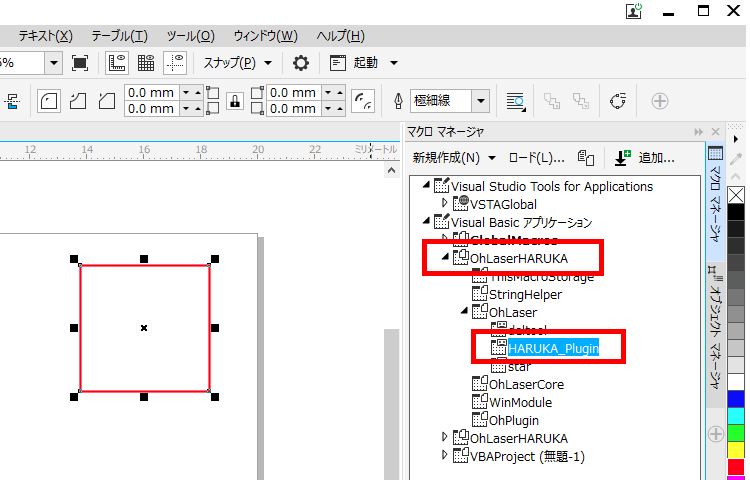 テキスト(X) テーブル(T) ツール(O) ウィンドウ(W) ヘルプ(H)
% スナップ(P) 起動
0.0 mm 0.0 mm 極細線
0.0 mm 0.0 mm
マクロ マネージャ
12 14 16 18 20 22 ミリメートル
新規作成(N) ロード(L)... 追加...
Visual Studio Tools for Applications
VSTAGlobal
Visual Basic アプリケーション
GlobalMacros
OhLaserHARUKA
ThisMacroStorage
StringHelper
OhLaser
deltool
HARUKA_Plugin
star
OhLaserCore
WinModule
OhPlugin
OhLaserHARUKA
VBAProject (無題-1)
マクロ マネージャ
オブジェクト マネージャ